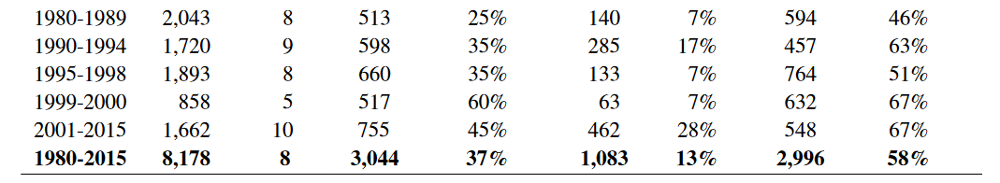 1980-1989 2,043 8 513 25% 140 7% 594 46%
1990-1994 1,720 9 598 35% 285 17% 457 63%
1995-1998 1,893 8 660 35% 133 7% 764 51%
1999-2000 858 5 517 60% 63 7% 632 67%
2001-2015 1,662 10 755 45% 462 28% 548 67%
1980-2015 8,178 8 3,044 37% 1,083 13% 2,996 58%